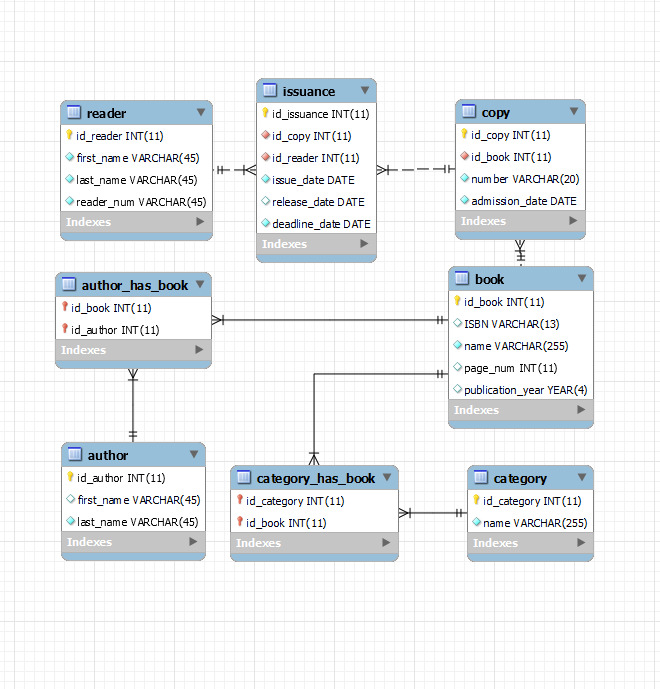 reader
id_reader INT(11)
first_name VARCHAR(45)
last_name VARCHAR(45)
reader_num VARCHAR(45)
Indexes
issuance
id_issuance INT(11)
id_copy INT(11)
id_reader INT(11)
issue_date DATE
release_date DATE
deadline_date DATE
Indexes
copy
id_copy INT(11)
id_book INT(11)
number VARCHAR(20)
admission_date DATE
Indexes
author_has_book
id_book INT(11)
id_author INT(11)
Indexes
book
id_book INT(11)
ISBN VARCHAR(13)
name VARCHAR(255)
page_num INT(11)
publication_year YEAR(4)
Indexes
author
id_author INT(11)
first_name VARCHAR(45)
last_name VARCHAR(45)
Indexes
category_has_book
id_category INT(11)
id_book INT(11)
Indexes
category
id_category INT(11)
name VARCHAR(255)
Indexes